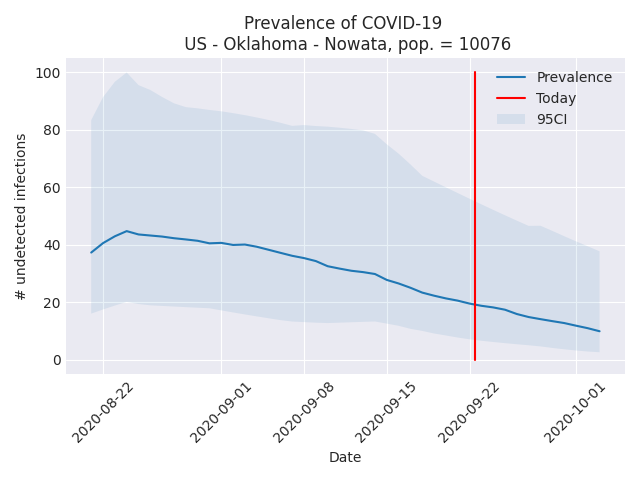 Prevalence of COVID-19
US - Oklahoma - Nowata, pop. = 10076
Prevalence
Today
95CI
# undetected infections
100
80
60
40
20
0
2020-08-22
2020-09-01
2020-09-08
2020-09-15
2020-09-22
2020-10-01
Date